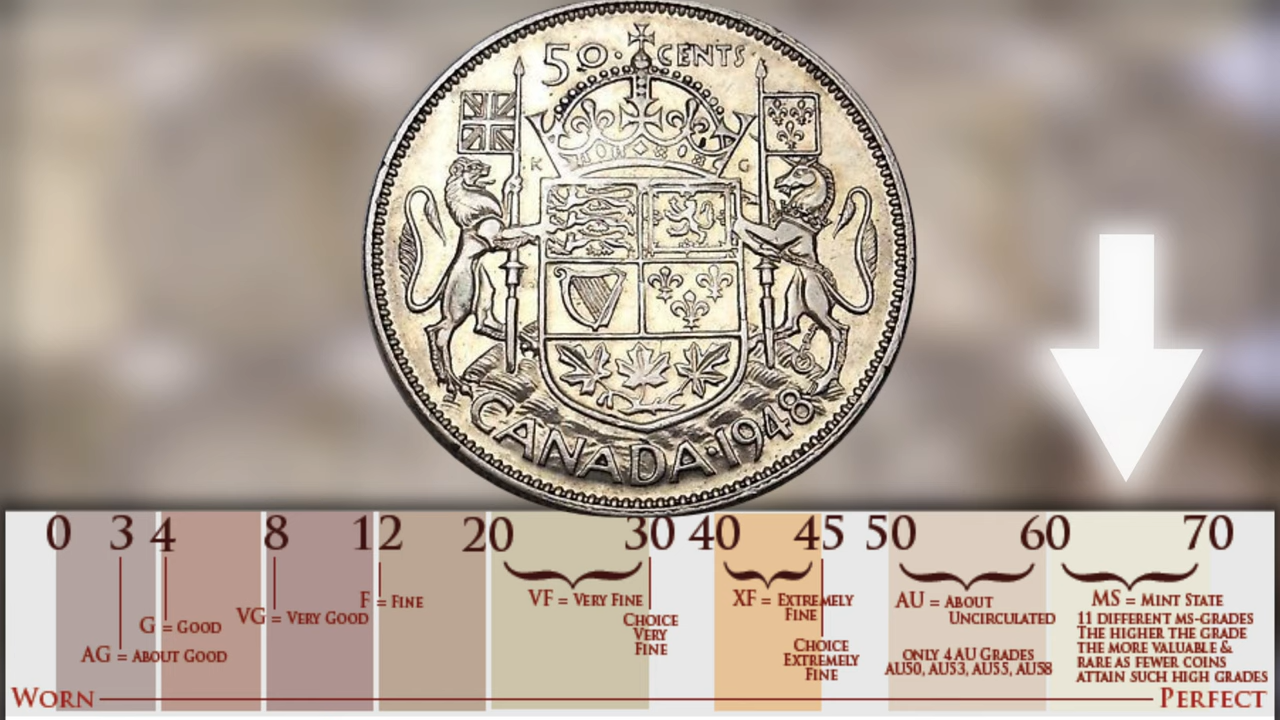 50 · CENTS
K G
CANADA · 1948
0 3 4 8 12 20 30 40 45 50 60 70
F = FINE
VF = VERY FINE
XF = EXTREMELY
FINE
AU = ABOUT
UNCIRCULATED
MS = MINT STATE
G = GOOD
VG = VERY GOOD
AG = ABOUT GOOD
CHOICE
VERY
FINE
CHOICE
EXTREMELY
FINE
ONLY 4 AU GRADES
AU50, AU53, AU55, AU58
11 DIFFERENT MS-GRADES
THE HIGHER THE GRADE
THE MORE VALUABLE &
RARE AS FEWER COINS
ATTAIN SUCH HIGH GRADES
WORN PERFECT